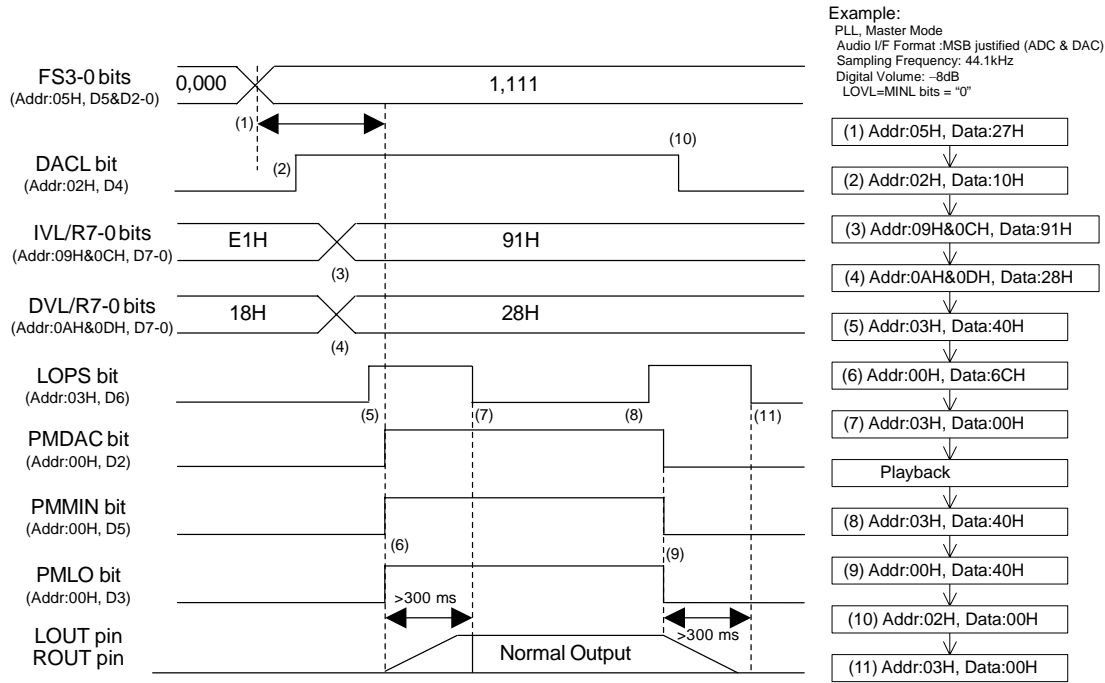 Example:
PLL, Master Mode
Audio I/F Format :MSB justified (ADC & DAC)
Sampling Frequency: 44.1kHz
Digital Volume: −8dB
LOVL=MINL bits = “0”
FS3-0 bits
(Addr:05H, D5&D2-0)
0,000
1,111
(1)
DACL bit
(Addr:02H, D4)
(2)
(10)
IVL/R7-0 bits
(Addr:09H&0CH, D7-0)
E1H
91H
(3)
DVL/R7-0 bits
(Addr:0AH&0DH, D7-0)
18H
28H
(4)
LOPS bit
(Addr:03H, D6)
(5)
(7)
(8)
(11)
PMDAC bit
(Addr:00H, D2)
PMMIN bit
(Addr:00H, D5)
(6)
(9)
PMLO bit
(Addr:00H, D3)
>300 ms
>300 ms
LOUT pin
ROUT pin
Normal Output
(1) Addr:05H, Data:27H
(2) Addr:02H, Data:10H
(3) Addr:09H&0CH, Data:91H
(4) Addr:0AH&0DH, Data:28H
(5) Addr:03H, Data:40H
(6) Addr:00H, Data:6CH
(7) Addr:03H, Data:00H
Playback
(8) Addr:03H, Data:40H
(9) Addr:00H, Data:40H
(10) Addr:02H, Data:00H
(11) Addr:03H, Data:00H